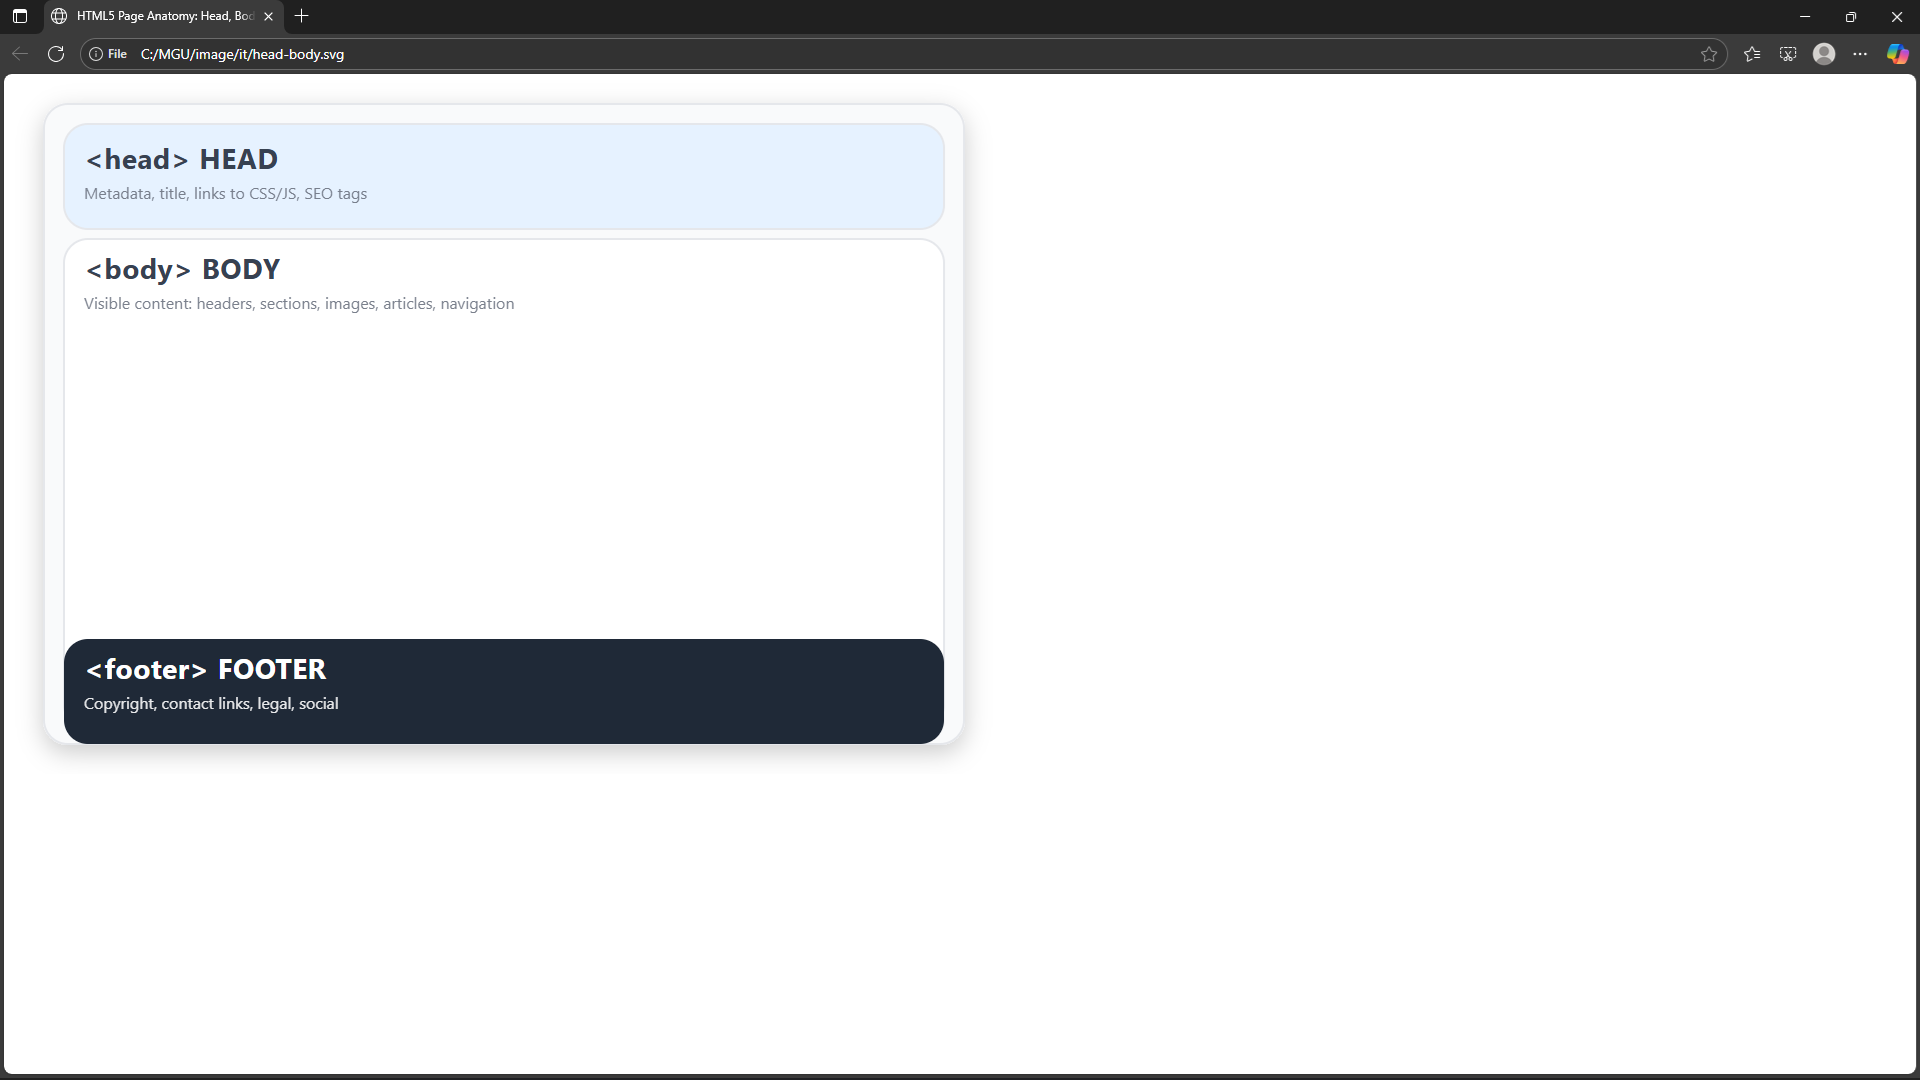 HTML5 Page Anatomy: Head, Bod
File C:/MGU/image/it/head-body.svg
<head> HEAD
Metadata, title, links to CSS/JS, SEO tags
<body> BODY
Visible content: headers, sections, images, articles, navigation
<footer> FOOTER
Copyright, contact links, legal, social